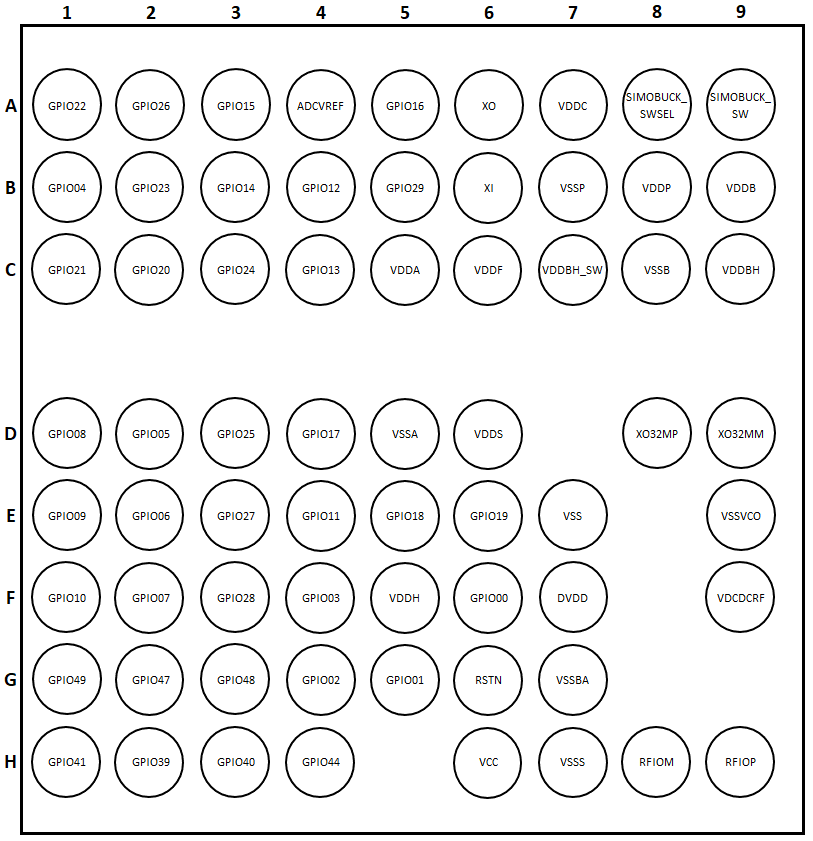 1 2 3 4 5 6 7 8 9
A GPIO22 GPIO26 GPIO15 ADCVREF GPIO16 XO VDDC SIMOBUCK_ SWSEL SIMOBUCK_ SW
B GPIO04 GPIO23 GPIO14 GPIO12 GPIO29 XI VSSP VDDP VDDB
C GPIO21 GPIO20 GPIO24 GPIO13 VDDA VDDF VDDBH_SW VSSB VDDBH
D GPIO08 GPIO05 GPIO25 GPIO17 VSSA VDDS XO32MP XO32MM
E GPIO09 GPIO06 GPIO27 GPIO11 GPIO18 GPIO19 VSS VSSVCO
F GPIO10 GPIO07 GPIO28 GPIO03 VDDH GPIO00 DVDD VDCDCRF
G GPIO49 GPIO47 GPIO48 GPIO02 GPIO01 RSTN VSSBA
H GPIO41 GPIO39 GPIO40 GPIO44 VCC VSSS RFIOM RFIOP